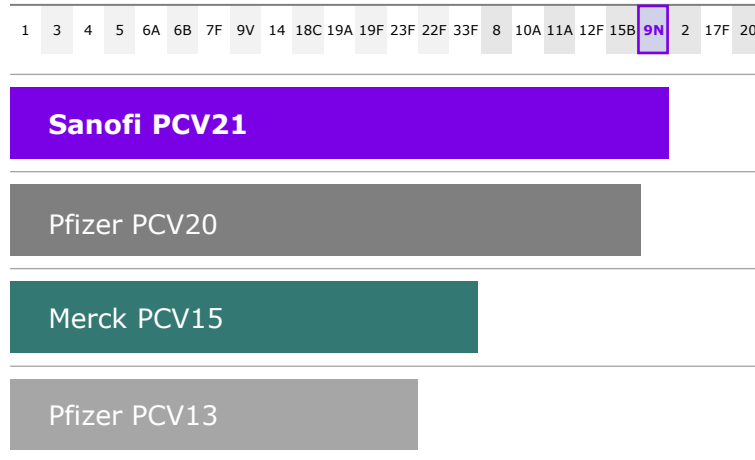 1 3 4 5 6A 6B 7F 9V 14 18C 19A 19F 23F 22F 33F 8 10A 11A 12F 15B 9N 2 17F 20
Sanofi PCV21
Pfizer PCV20
Merck PCV15
Pfizer PCV13